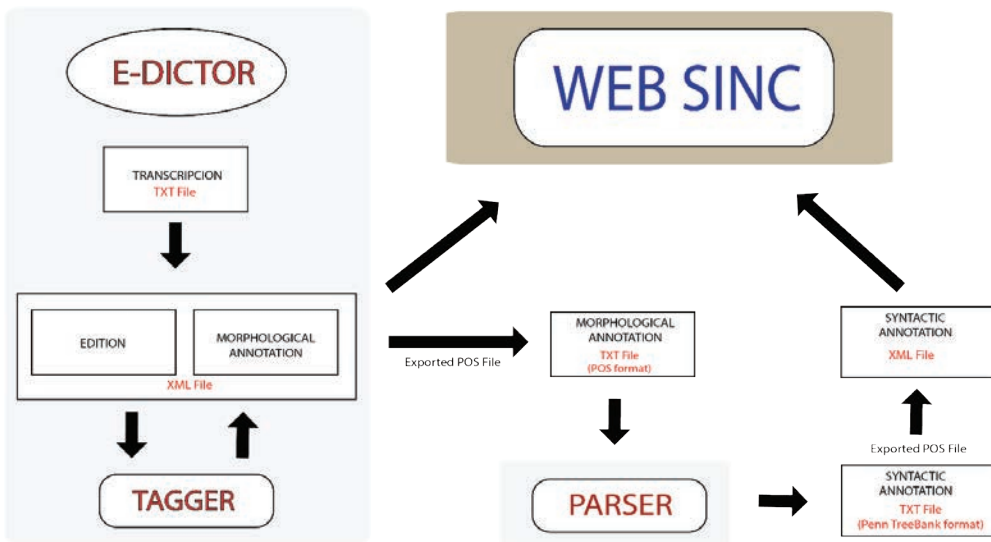 E-DICTOR
WEB SINC
TRANSCRIPCION
TXT File
EDITION
MORPHOLOGICAL
ANNOTATION
XML File
Exported POS File
MORPHOLOGICAL
ANNOTATION
TXT File
(POS format)
SYNTACTIC
ANNOTATION
XML File
Exported POS File
TAGGER
PARSER
SYNTACTIC
ANNOTATION
TXT File
(Penn TreeBank format)